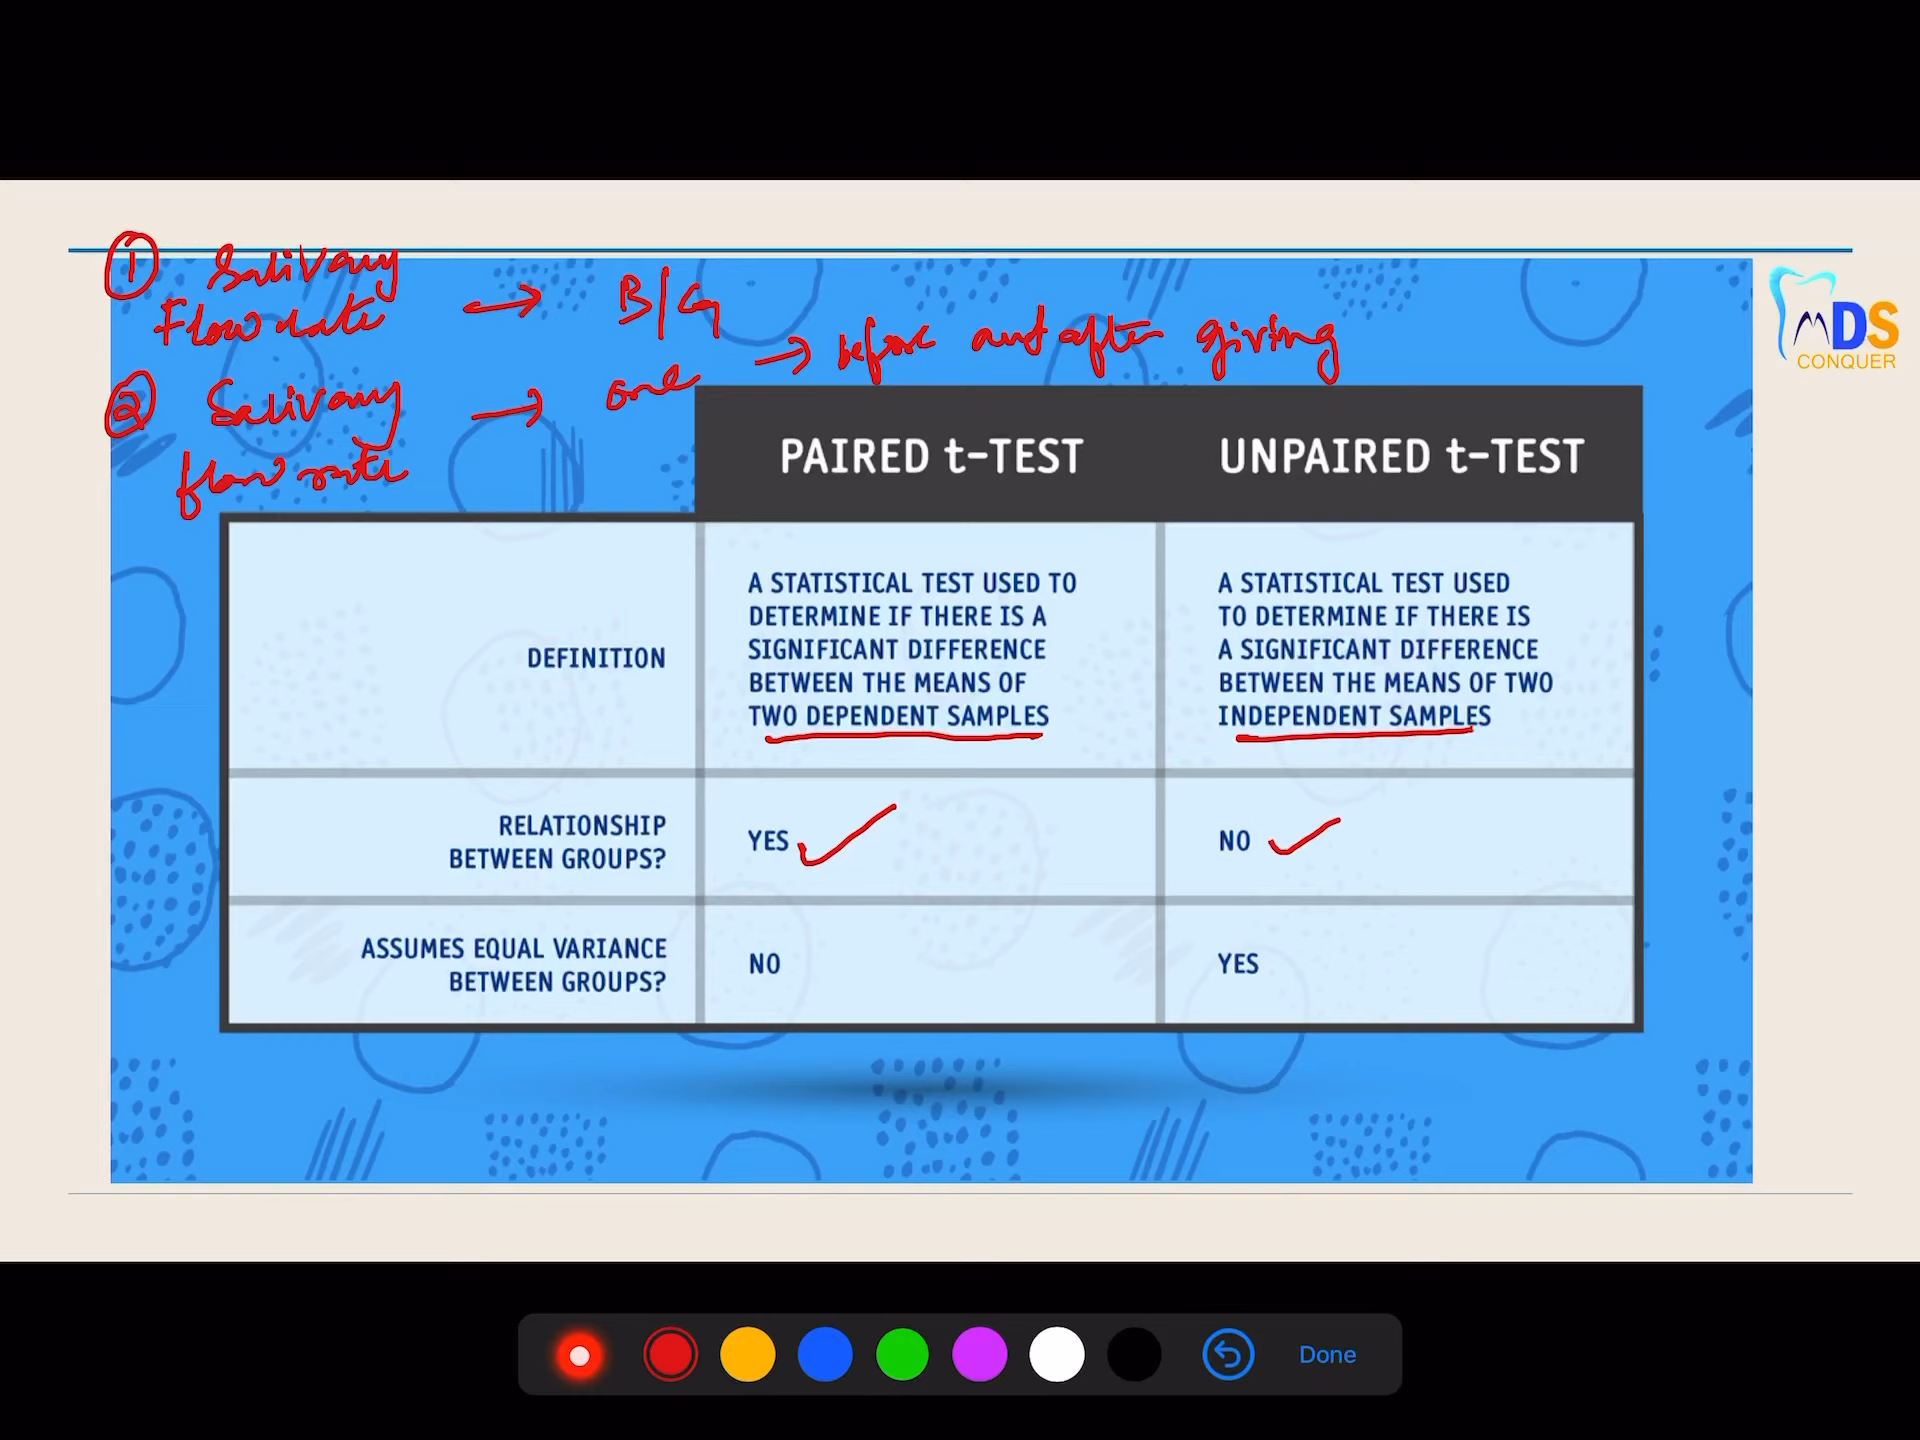 ① Salivary
Flow rate → B/G
② Salivary → one → before and after giving
flow rate
MDS
CONQUER
PAIRED t-TEST UNPAIRED t-TEST
DEFINITION
A STATISTICAL TEST USED TO
DETERMINE IF THERE IS A
SIGNIFICANT DIFFERENCE
BETWEEN THE MEANS OF
TWO DEPENDENT SAMPLES
A STATISTICAL TEST USED
TO DETERMINE IF THERE IS
A SIGNIFICANT DIFFERENCE
BETWEEN THE MEANS OF TWO
INDEPENDENT SAMPLES
RELATIONSHIP
BETWEEN GROUPS?
YES
NO
ASSUMES EQUAL VARIANCE
BETWEEN GROUPS?
NO
YES
Done